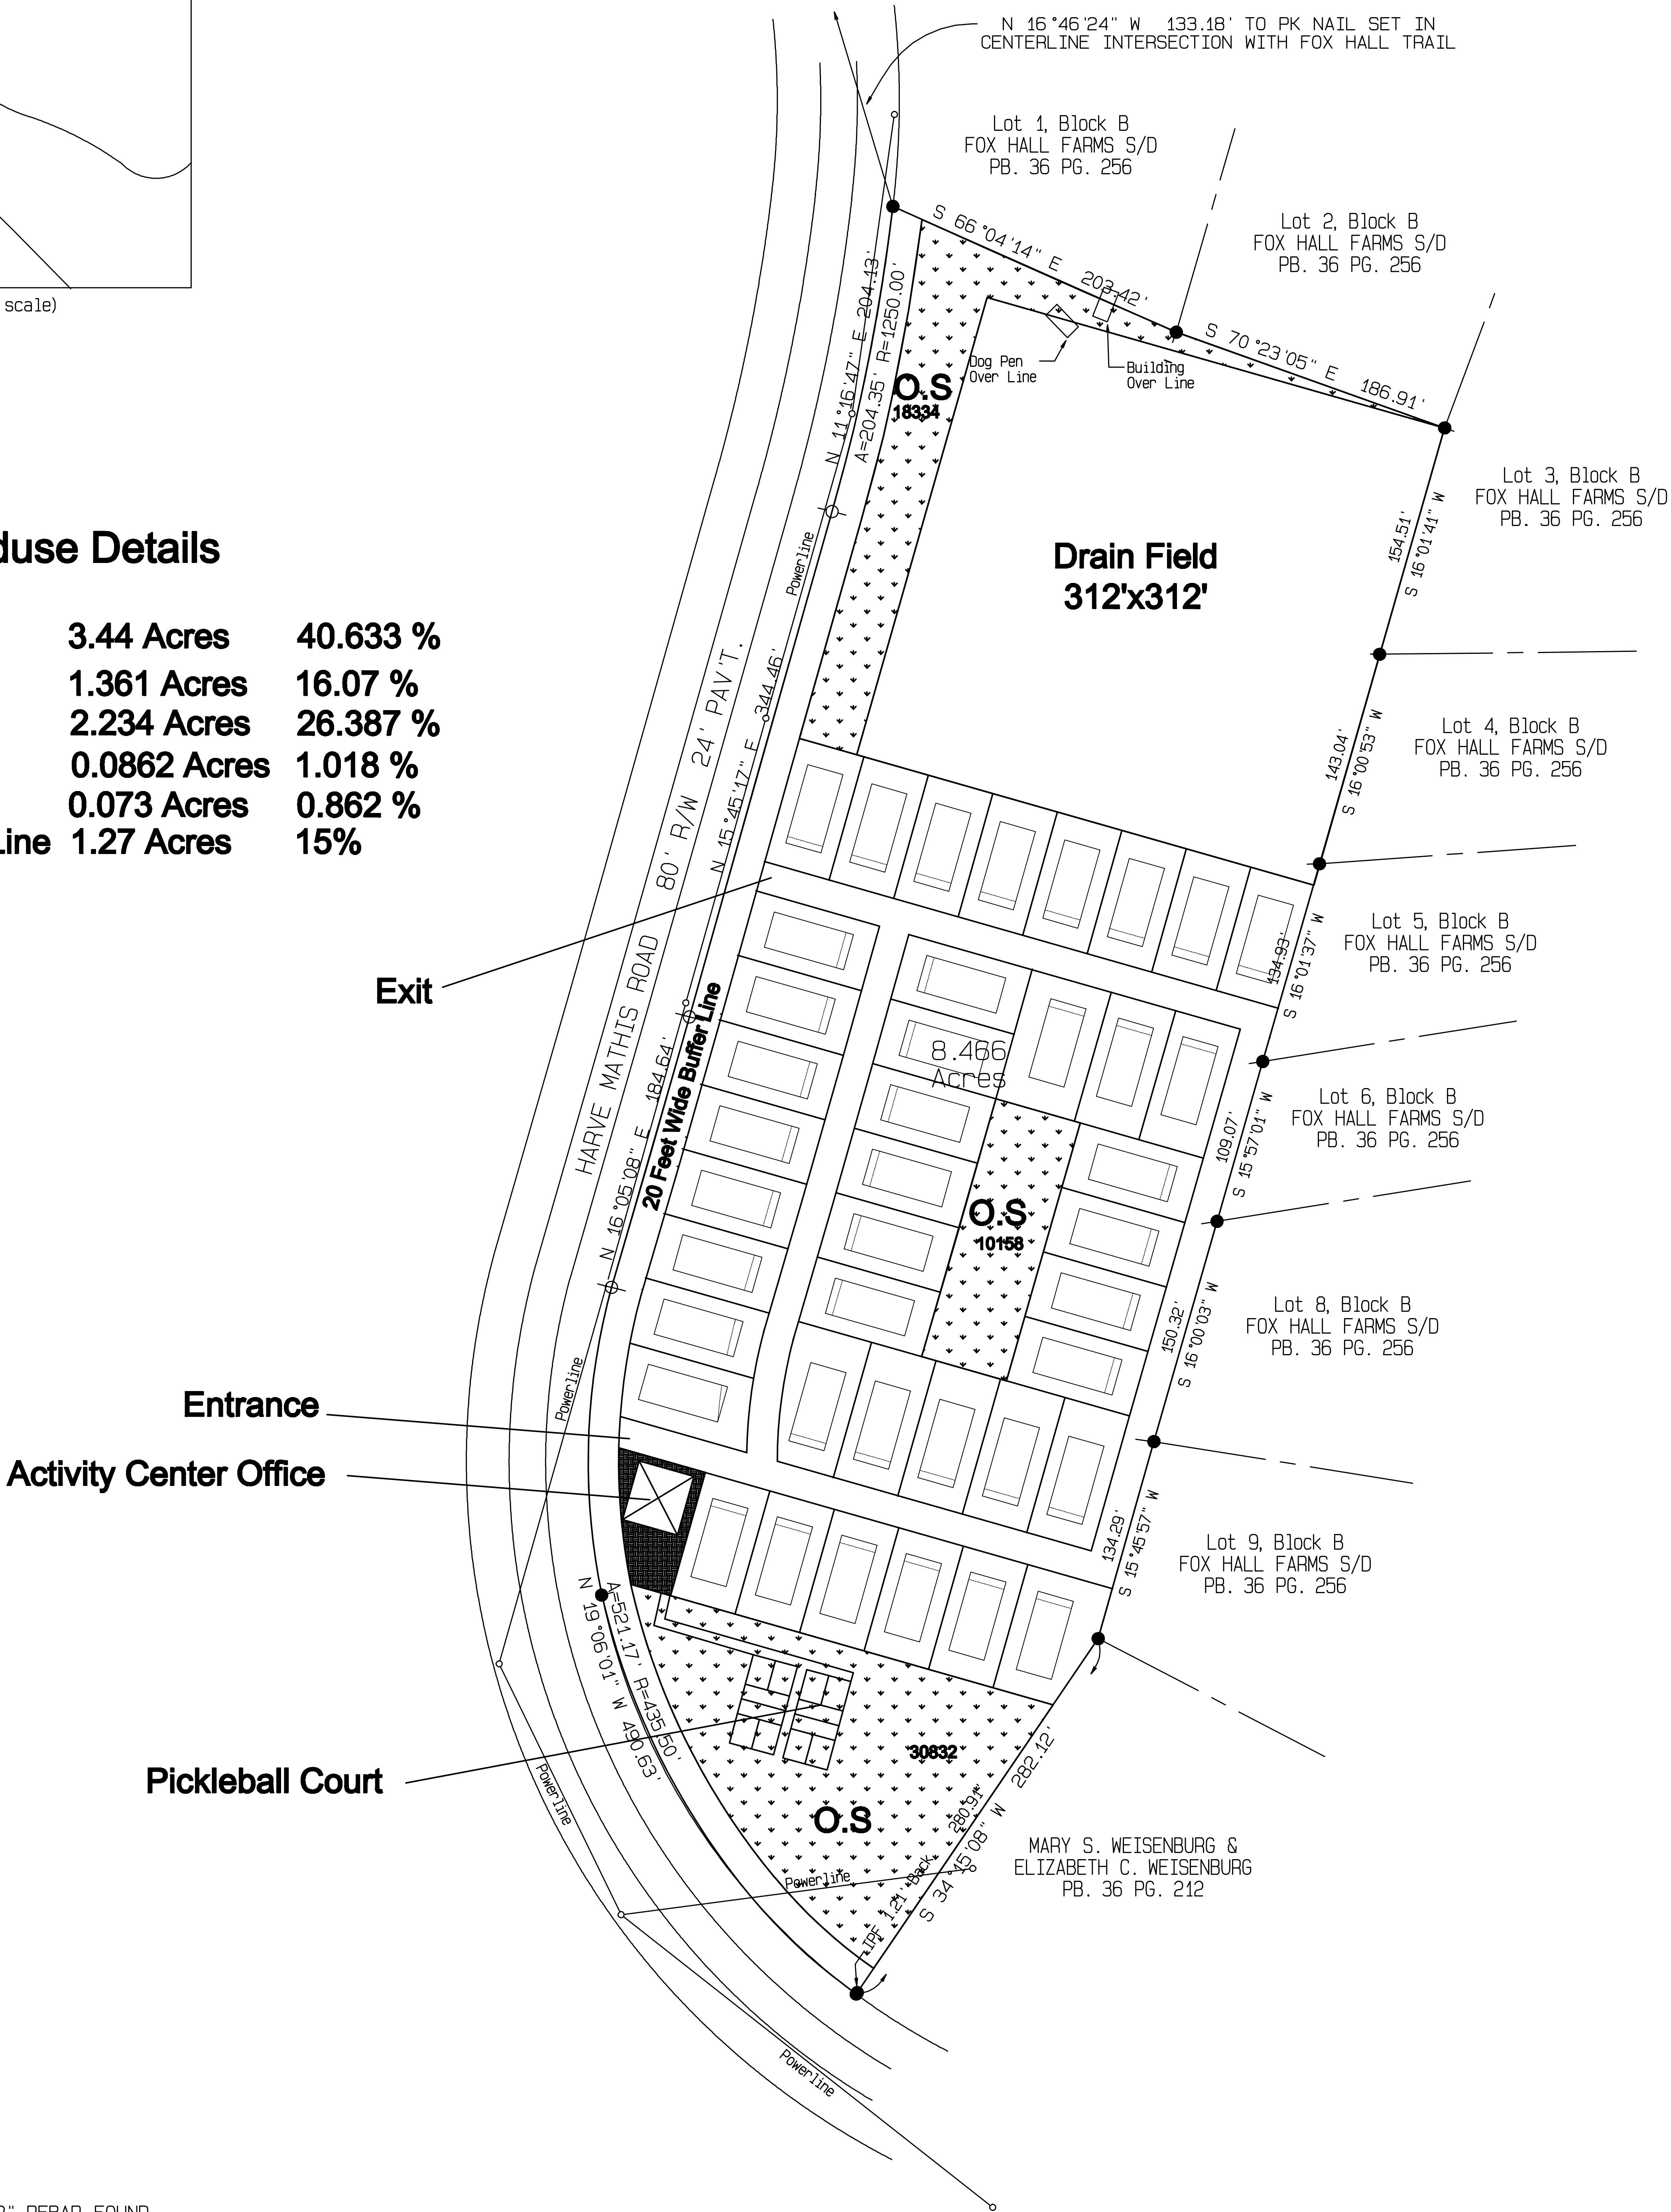 N 16°46'24" W 133.18' TO PK NAIL SET IN
CENTERLINE INTERSECTION WITH FOX HALL TRAIL
Lot 1, Block B
FOX HALL FARMS S/D
PB. 36 PG. 256
Lot 2, Block B
FOX HALL FARMS S/D
PB. 36 PG. 256
S 66°04'14" E 203.42'
S 70°23'05" E 186.91'
scale)
N 11°16'47" E 204.13'
A=204.35' R=1250.00'
Dog Pen
Over Line
Building
Over Line
O.S
18334
Lot 3, Block B
FOX HALL FARMS S/D
PB. 36 PG. 256
154.51'
S 16°01'41" W
Drain Field
312'x312'
Powerline
duse Details
3.44 Acres 40.633 %
1.361 Acres 16.07 %
2.234 Acres 26.387 %
0.0862 Acres 1.018 %
0.073 Acres 0.862 %
Line 1.27 Acres 15%
Lot 4, Block B
FOX HALL FARMS S/D
PB. 36 PG. 256
143.04'
S 16°00'53" W
N 15°45'17" E 344.46'
HARVE MATHIS ROAD 80' R/W 24' PAV'T.
Exit
Lot 5, Block B
FOX HALL FARMS S/D
PB. 36 PG. 256
134.93'
S 16°01'37" W
20 Feet Wide Buffer Line
8.466
Acres
Lot 6, Block B
FOX HALL FARMS S/D
PB. 36 PG. 256
109.07'
S 15°57'01" W
N 16°05'08" E 184.64'
O.S
10158
Lot 8, Block B
FOX HALL FARMS S/D
PB. 36 PG. 256
150.32'
S 16°00'03" W
Powerline
Entrance
Activity Center Office
Lot 9, Block B
FOX HALL FARMS S/D
PB. 36 PG. 256
134.29'
S 15°45'57" W
A=521.17' R=435.50'
N 19°06'01" W 490.63'
Pickleball Court
30832
O.S
280.91'
S 34°45'08" W 282.12'
IPF 1.21' Back
Powerline
Powerline
MARY S. WEISENBURG &
ELIZABETH C. WEISENBURG
PB. 36 PG. 212
Powerline
REBAR FOUND